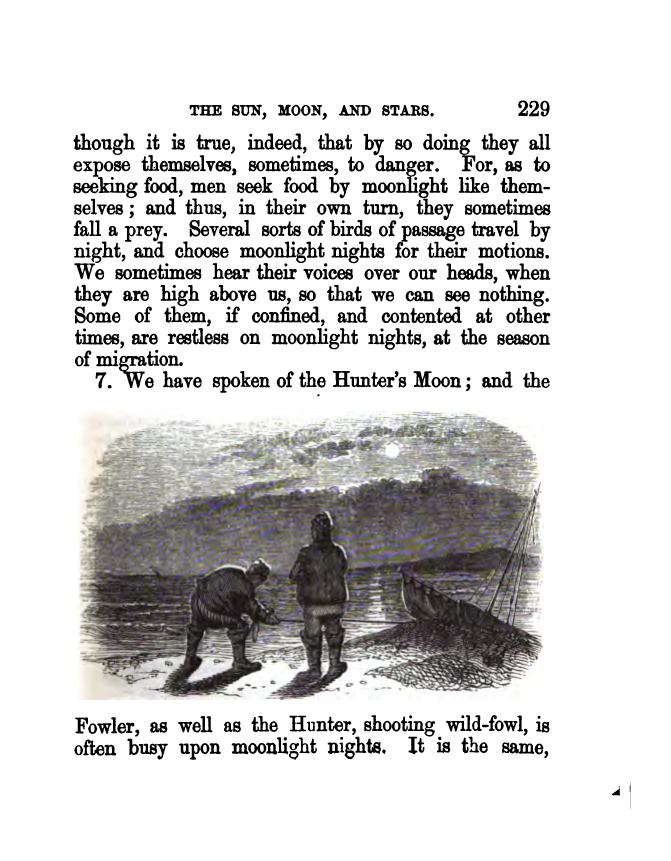 THE SUN, MOON, AND STARS. 229
though it is true, indeed, that by so doing they all
expose themselves, sometimes, to danger. For, as to
seeking food, men seek food by moonlight like them-
selves; and thus, in their own turn, they sometimes
fall a prey. Several sorts of birds of passage travel by
night, and choose moonlight nights for their motions.
We sometimes hear their voices over our heads, when
they are high above us, so that we can see nothing.
Some of them, if confined, and contented at other
times, are restless on moonlight nights, at the season
of migration.
7. We have spoken of the Hunter's Moon; and the
Fowler, as well as the Hunter, shooting wild-fowl, is
often busy upon moonlight nights. It is the same,